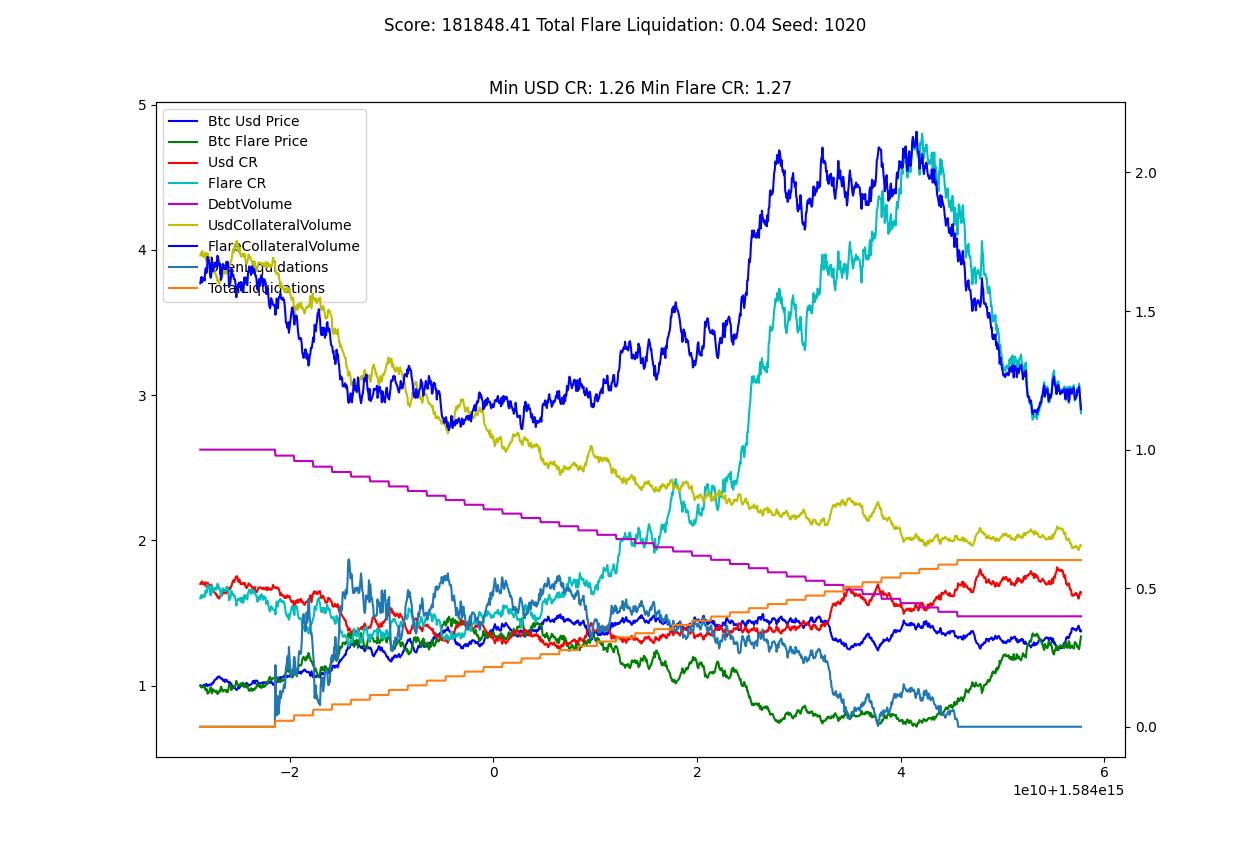 Score: 181848.41 Total Flare Liquidation: 0.04 Seed: 1020
Min USD CR: 1.26 Min Flare CR: 1.27
Btc Usd Price
Btc Flare Price
Usd CR
Flare CR
DebtVolume
UsdCollateralVolume
FlareCollateralVolume
OpenLiquidations
TotalLiquidations
5
4
3
2
1
2.0
1.5
1.0
0.5
0.0
−2
0
2
4
6
1e10+1.584e15